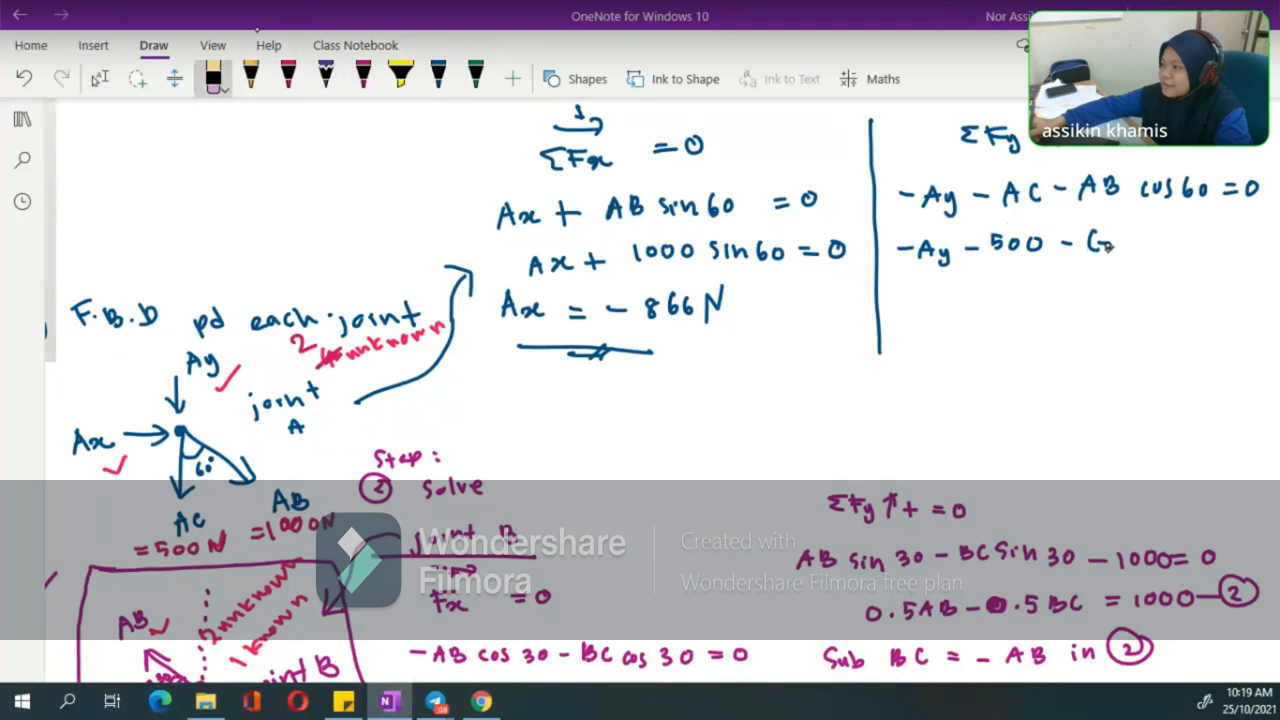 OneNote for Windows 10
Nor Assi
Home Insert Draw View Help Class Notebook
Shapes Ink to Shape Ink to Text Maths
assikin khamis
ΣFx = 0
Ax + AB sin 60 = 0
Ax + 1000 sin 60 = 0
Ax = - 866 N
ΣFy
- Ay - AC - AB cos 60 = 0
- Ay - 500 -
F.B.D pd each joint
2 unknown
Ay
joint
A
Ax
60°
AB
= 1000N
AC
= 500 N
Step:
② Solve
joint B
Fx = 0
- AB cos 30 - BC cos 30 = 0
ΣFy ↑+ = 0
AB sin 30 - BC sin 30 - 1000 = 0
0.5AB - 0.5 BC = 1000 - ②
Sub BC = - AB in ②
AB
2 unknown
1 known
B
Wondershare
Filmora
Created with
Wondershare Filmora free plan
08
10:19 AM
25/10/2021